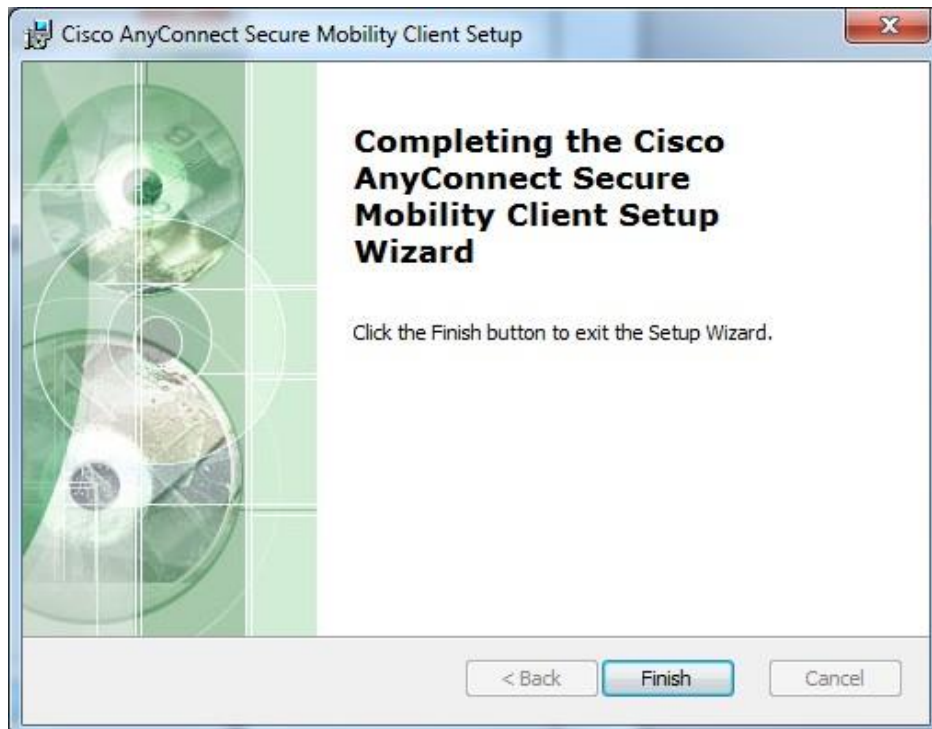 Cisco AnyConnect Secure Mobility Client Setup
Completing the Cisco
AnyConnect Secure
Mobility Client Setup
Wizard
Click the Finish button to exit the Setup Wizard.
< Back
Finish
Cancel